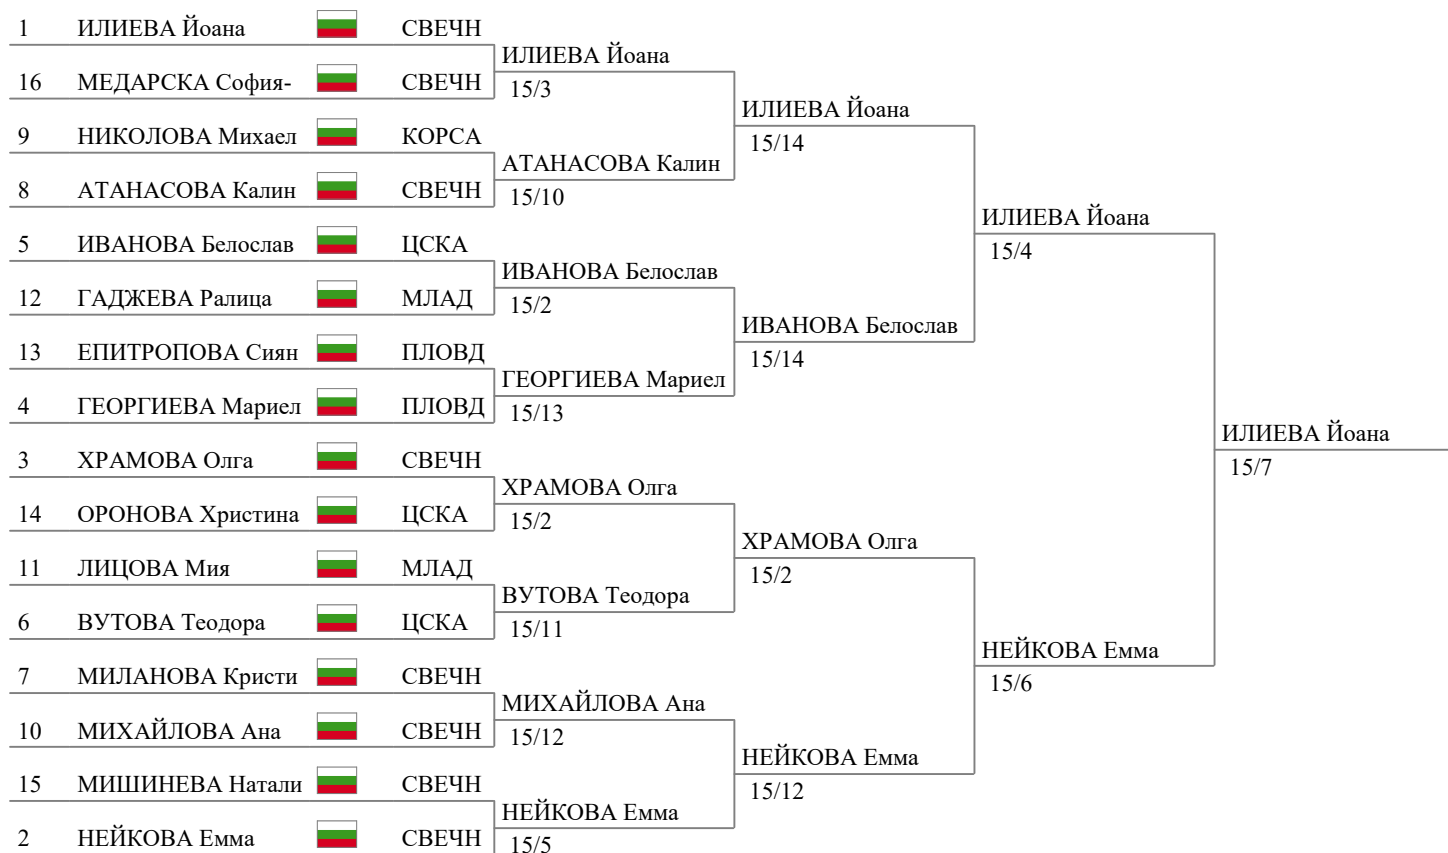 1 ИЛИЕВА Йоана СВЕЧН
16 МЕДАРСКА София- СВЕЧН
9 НИКОЛОВА Михаел КОРСА
8 АТАНАСОВА Калин СВЕЧН
5 ИВАНОВА Белослав ЦСКА
12 ГАДЖЕВА Ралица МЛАД
13 ЕПИТРОПОВА Сиян ПЛОВД
4 ГЕОРГИЕВА Мариел ПЛОВД
3 ХРАМОВА Олга СВЕЧН
14 ОРОНОВА Христина ЦСКА
11 ЛИЦОВА Мия МЛАД
6 ВУТОВА Теодора ЦСКА
7 МИЛАНОВА Кристи СВЕЧН
10 МИХАЙЛОВА Ана СВЕЧН
15 МИШИНЕВА Натали СВЕЧН
2 НЕЙКОВА Емма СВЕЧН
ИЛИЕВА Йоана
15/3
АТАНАСОВА Калин
15/10
ИВАНОВА Белослав
15/2
ГЕОРГИЕВА Мариел
15/13
ХРАМОВА Олга
15/2
ВУТОВА Теодора
15/11
МИХАЙЛОВА Ана
15/12
НЕЙКОВА Емма
15/5
ИЛИЕВА Йоана
15/14
ИВАНОВА Белослав
15/14
ХРАМОВА Олга
15/2
НЕЙКОВА Емма
15/12
ИЛИЕВА Йоана
15/4
НЕЙКОВА Емма
15/6
ИЛИЕВА Йоана
15/7